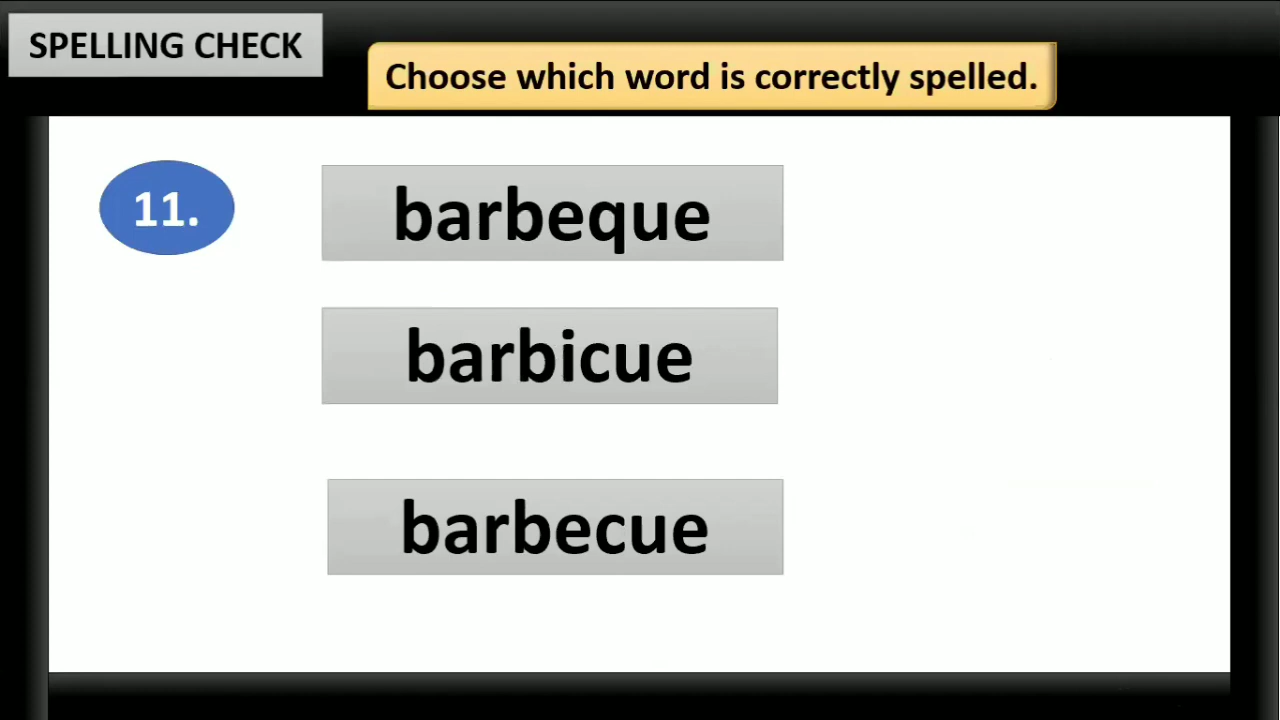 SPELLING CHECK
Choose which word is correctly spelled.
11.
barbeque
barbicue
barbecue